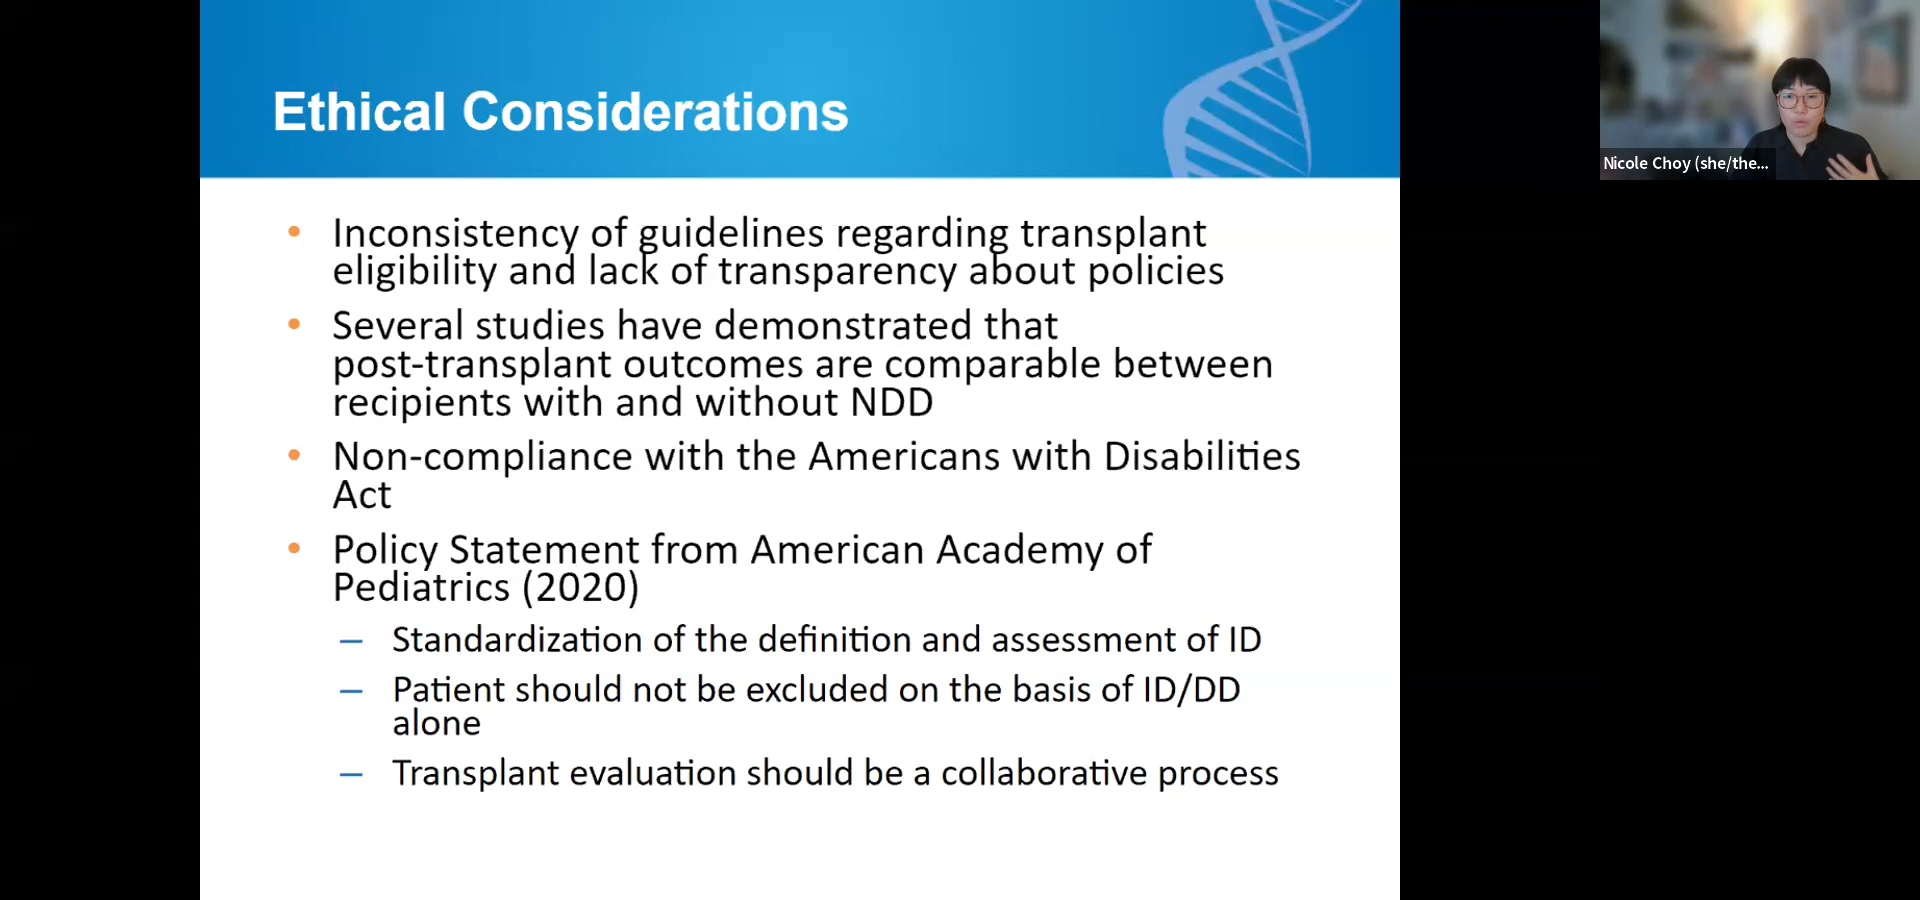 Ethical Considerations
Nicole Choy (she/the...
• Inconsistency of guidelines regarding transplant
eligibility and lack of transparency about policies
• Several studies have demonstrated that
post-transplant outcomes are comparable between
recipients with and without NDD
• Non-compliance with the Americans with Disabilities
Act
• Policy Statement from American Academy of
Pediatrics (2020)
– Standardization of the definition and assessment of ID
– Patient should not be excluded on the basis of ID/DD
alone
– Transplant evaluation should be a collaborative process